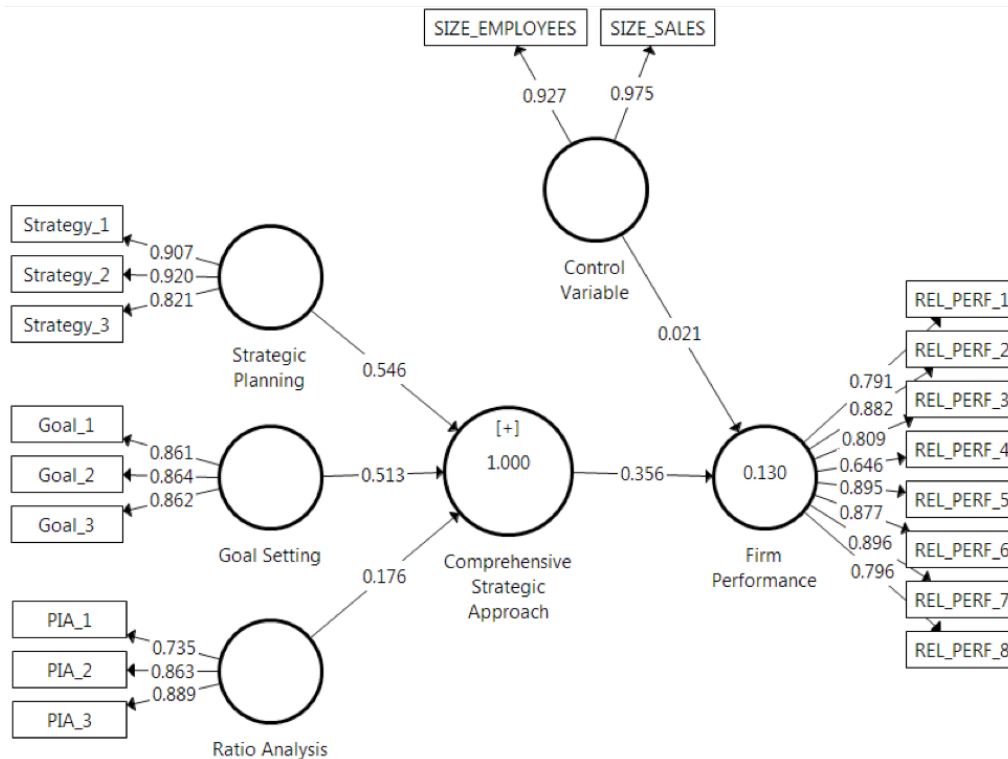 SIZE_EMPLOYEES
SIZE_SALES
0.927
0.975
Control
Variable
0.021
Strategy_1
Strategy_2
Strategy_3
0.907
0.920
0.821
Strategic
Planning
0.546
Goal_1
Goal_2
Goal_3
0.861
0.864
0.862
Goal Setting
0.513
PIA_1
PIA_2
PIA_3
0.735
0.863
0.889
Ratio Analysis
0.176
[+]
1.000
Comprehensive
Strategic
Approach
0.356
0.130
Firm
Performance
0.791
0.882
0.809
0.646
0.895
0.877
0.896
0.796
REL_PERF_1
REL_PERF_2
REL_PERF_3
REL_PERF_4
REL_PERF_5
REL_PERF_6
REL_PERF_7
REL_PERF_8